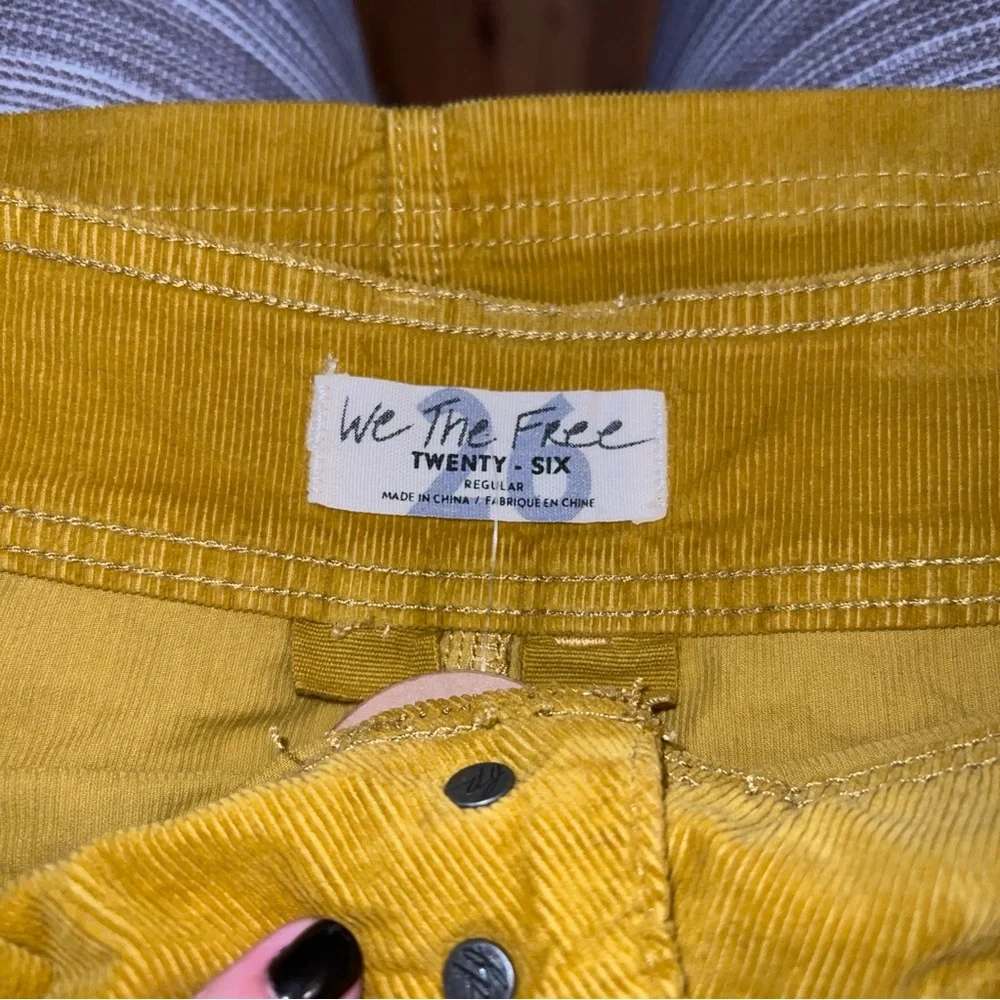 We The Free
26
TWENTY - SIX
REGULAR
MADE IN CHINA / FABRIQUÉ EN CHINE